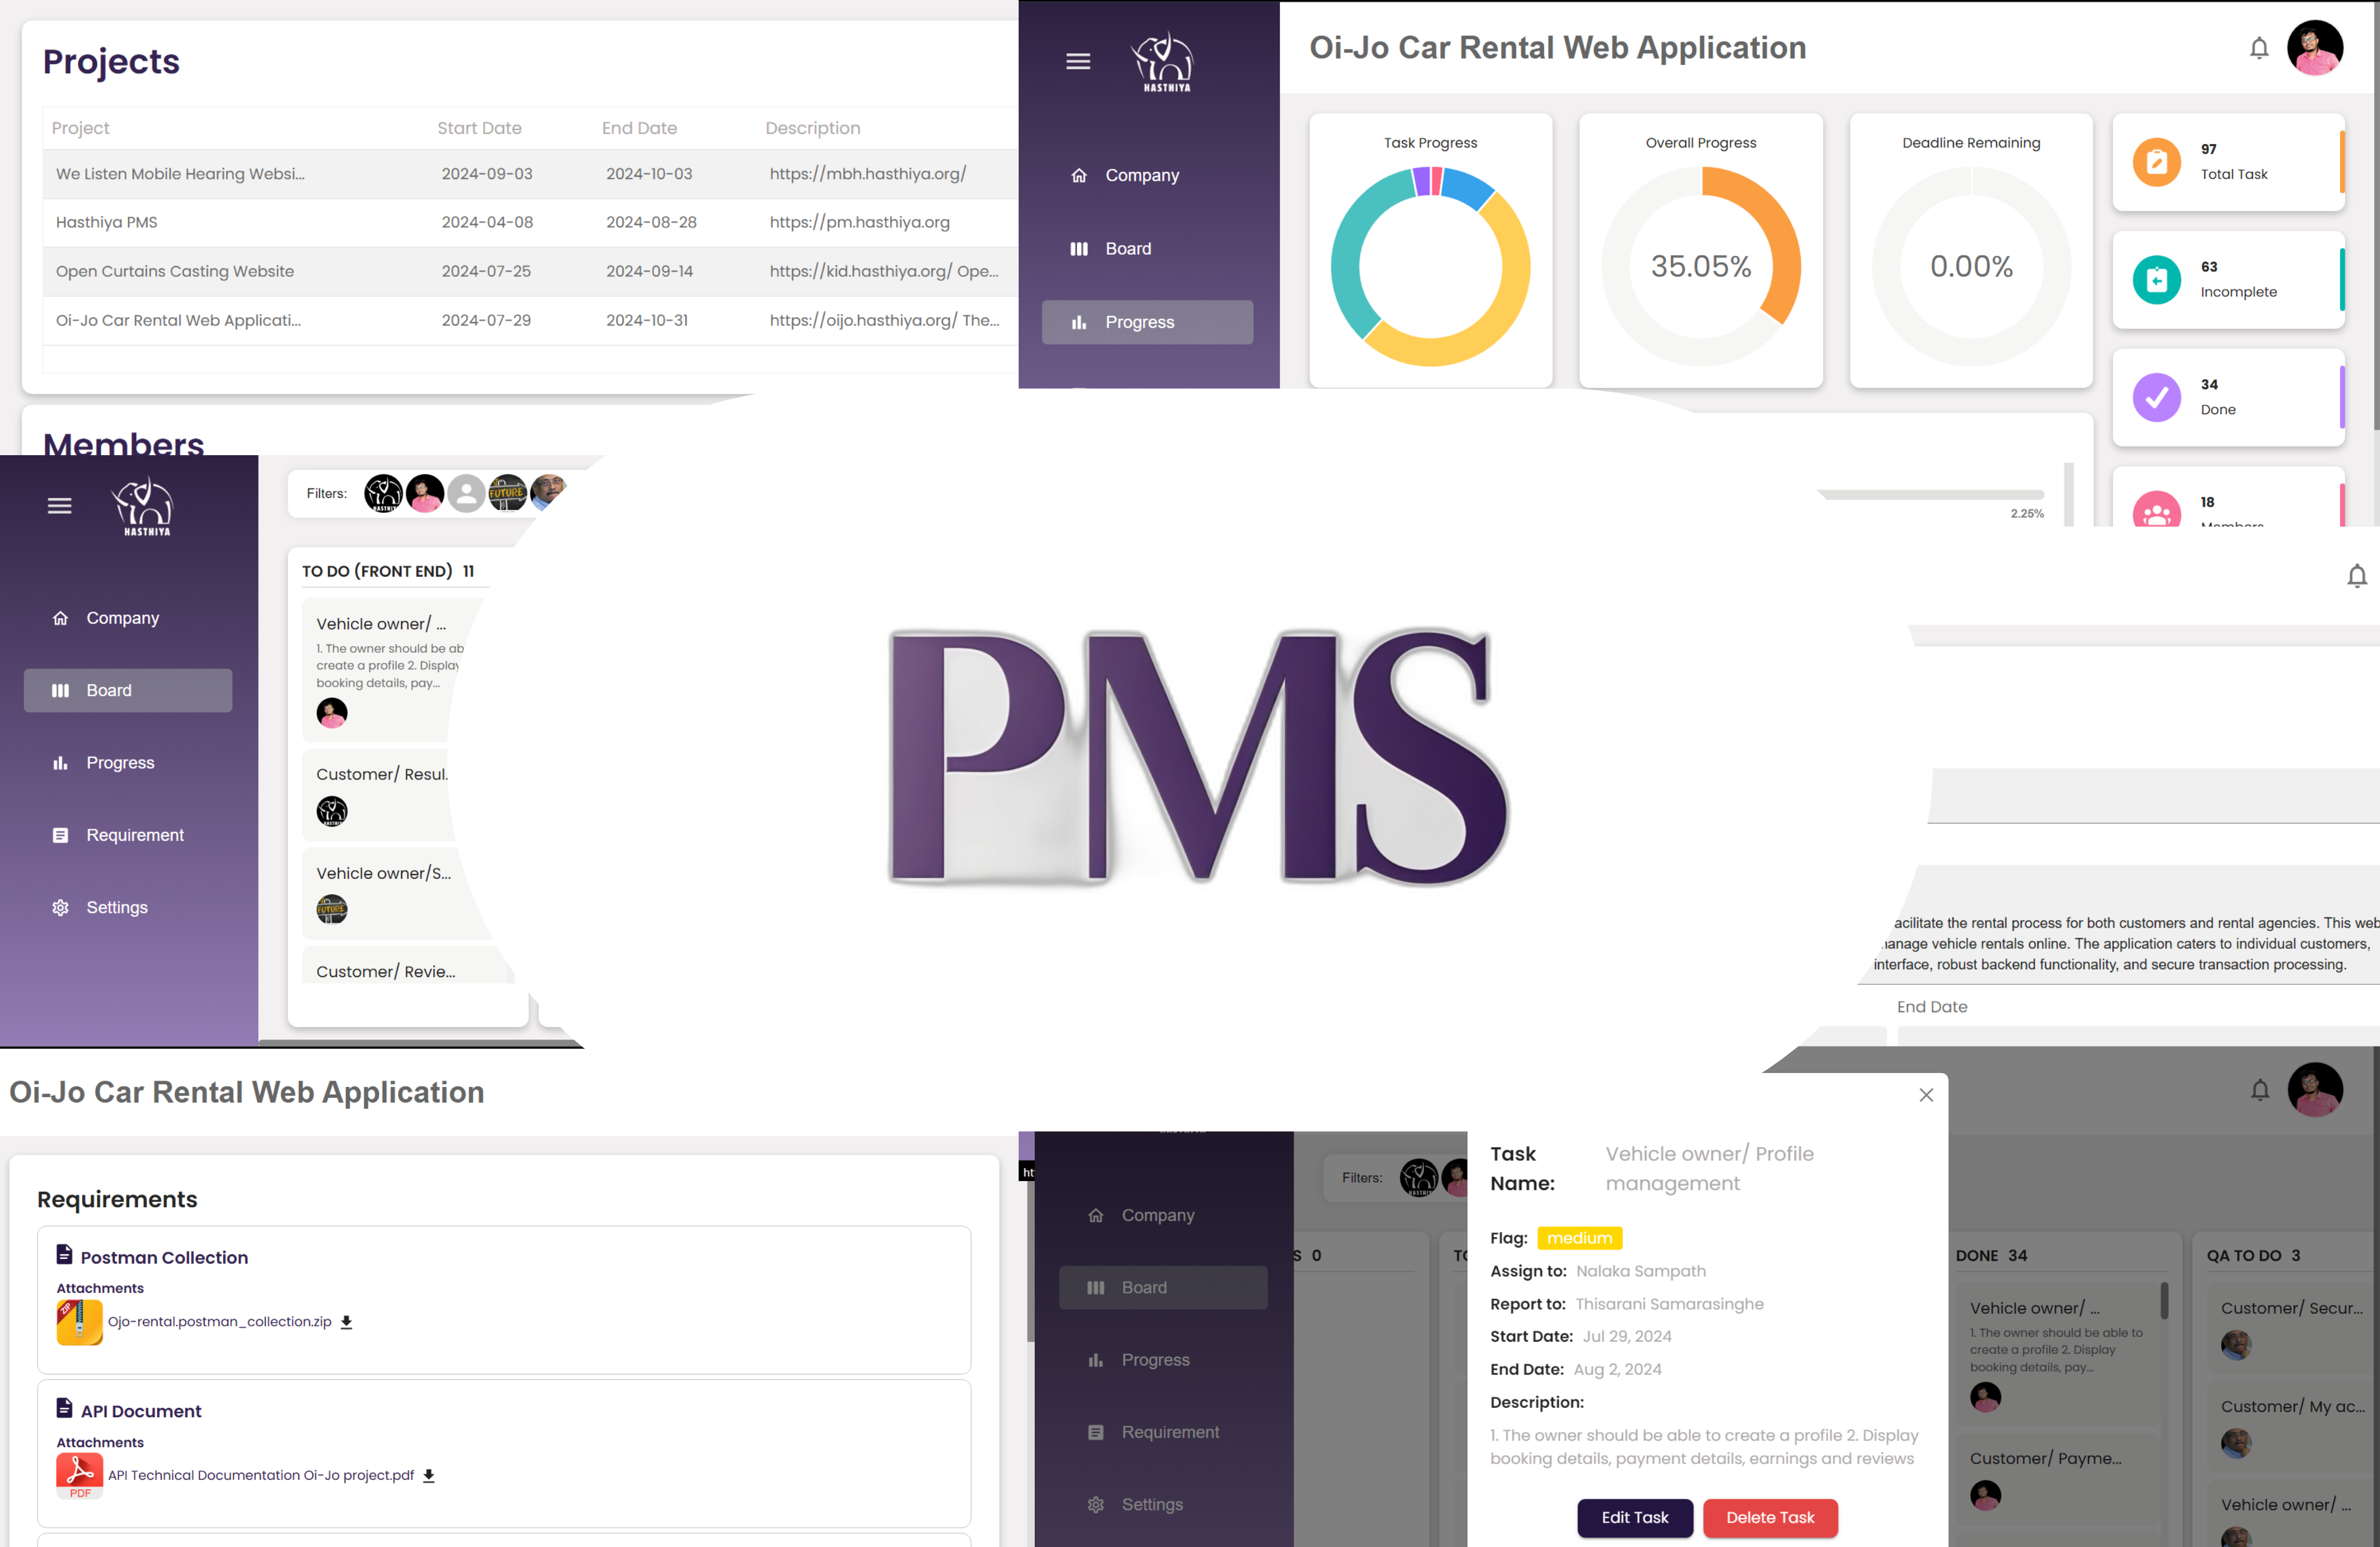 Projects
Project Start Date End Date Description
We Listen Mobile Hearing Websi... 2024-09-03 2024-10-03 https://mbh.hasthiya.org/
Hasthiya PMS 2024-04-08 2024-08-28 https://pm.hasthiya.org
Open Curtains Casting Website 2024-07-25 2024-09-14 https://kid.hasthiya.org/ Ope...
Oi-Jo Car Rental Web Applicati... 2024-07-29 2024-10-31 https://oijo.hasthiya.org/ The...
Members
HASTHIYA
Company
Board
Progress
Oi-Jo Car Rental Web Application
Task Progress
Overall Progress
35.05%
Deadline Remaining
0.00%
97
Total Task
63
Incomplete
34
Done
18
Members
2.25%
HASTHIYA
Company
Board
Progress
Requirement
Settings
Filters:
HASTHIYA
FUTURE
TO DO (FRONT END) 11
Vehicle owner/ ...
1. The owner should be ab
create a profile 2. Display
booking details, pay...
Customer/ Resul.
Vehicle owner/S...
FUTURE
Customer/ Revie...
PMS
acilitate the rental process for both customers and rental agencies. This web
anage vehicle rentals online. The application caters to individual customers,
interface, robust backend functionality, and secure transaction processing.
End Date
Oi-Jo Car Rental Web Application
Requirements
Postman Collection
Attachments
ZIP
Ojo-rental.postman_collection.zip
API Document
Attachments
PDF
API Technical Documentation Oi-Jo project.pdf
ht
Company
Board
Progress
Requirement
Settings
Filters:
S 0
TO
Task Name: Vehicle owner/ Profile management
Flag: medium
Assign to: Nalaka Sampath
Report to: Thisarani Samarasinghe
Start Date: Jul 29, 2024
End Date: Aug 2, 2024
Description:
1. The owner should be able to create a profile 2. Display
booking details, payment details, earnings and reviews
Edit Task Delete Task
DONE 34
Vehicle owner/ ...
1. The owner should be able to
create a profile 2. Display
booking details, pay...
Customer/ Payme...
QA TO DO 3
Customer/ Secur...
Customer/ My ac...
Vehicle owner/ ...